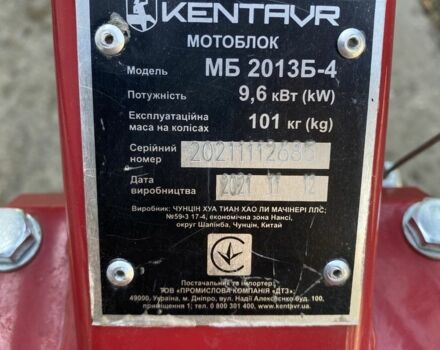 KENTAVR
МОТОБЛОК
Модель МБ 2013Б-4
Потужність 9,6 кВт (kW)
Експлуатаційна
маса на колісах 101 кг (kg)
Серійний
номер 20211112685
Дата
виробництва 2021 11 12
Виробник: ЧУНЦІН ХУА ТИАН ХАО ЛИ МАЧІНЕРІ ЛЛС;
№59-3 17-4, економічна зона Нансі,
округ Шапінба, Чунцін, Китай
Постачальник та імпортер:
ТОВ «ПРОМИСЛОВА КОМПАНІЯ «ДТЗ».
49000, Україна, м. Дніпро, вул. Надії Алексєєнко буд. 100,
приміщення 1; тел. 0 800 301 400, www.kentavr.ua